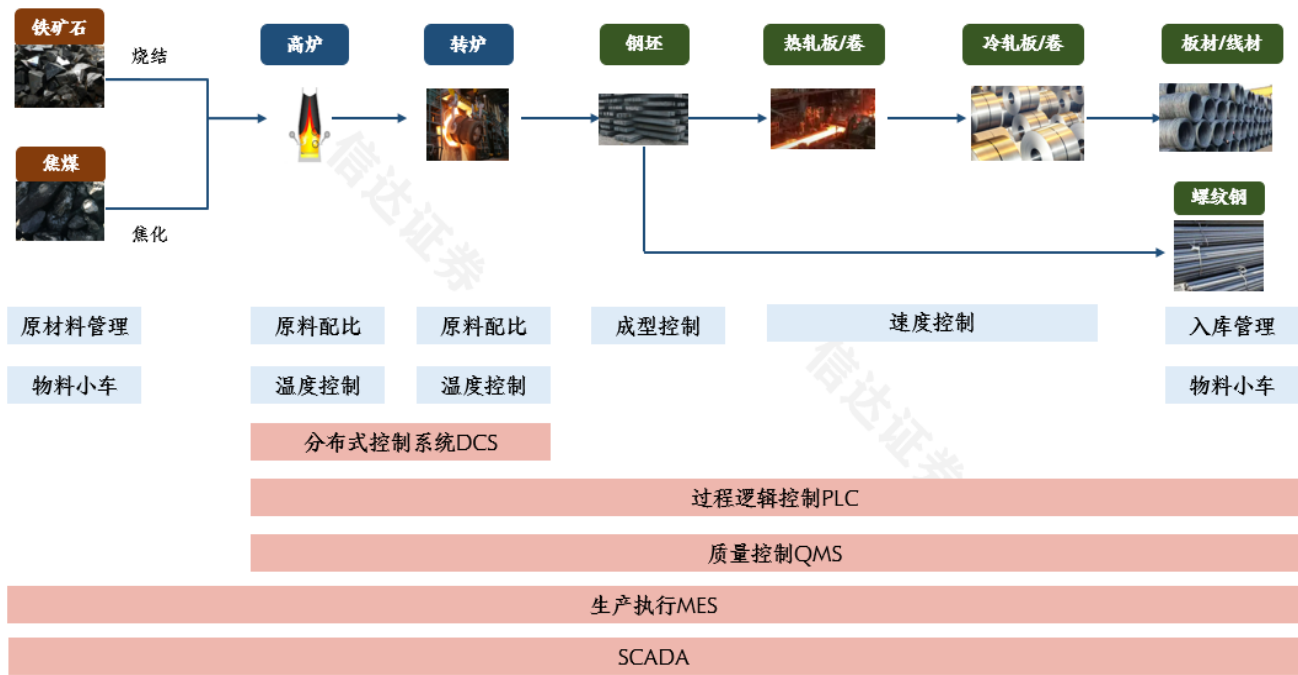 铁矿石
烧结
高炉
转炉
钢坯
热轧板/卷
冷轧板/卷
板材/线材
焦煤
焦化
螺纹钢
信达证券
原材料管理
原料配比
原料配比
成型控制
速度控制
入库管理
物料小车
温度控制
温度控制
物料小车
信达证券
分布式控制系统DCS
过程逻辑控制PLC
质量控制QMS
生产执行MES
SCADA